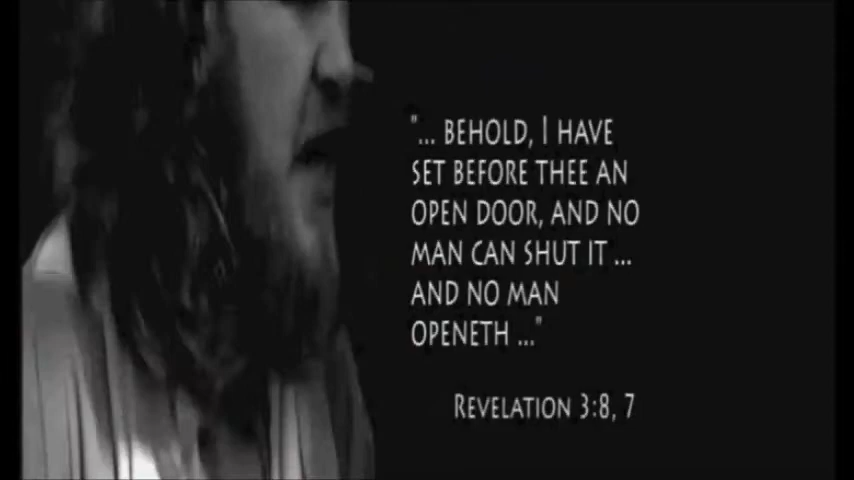 "... BEHOLD, I HAVE
SET BEFORE THEE AN
OPEN DOOR, AND NO
MAN CAN SHUT IT ...
AND NO MAN
OPENETH ..."
REVELATION 3:8, 7